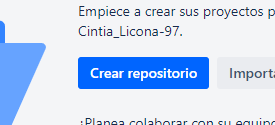 Empiece a crear sus proyectos p
Cintia_Licona-97.
Crear repositorio
Importa
¿Planea colaborar con su equipo